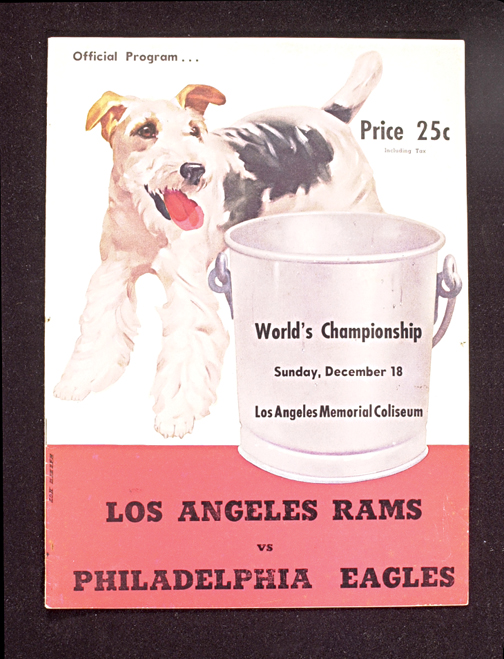 Official Program...
Price 25c
Including Tax
World's Championship
Sunday, December 18
Los Angeles Memorial Coliseum
LOS ANGELES RAMS
vs
PHILADELPHIA EAGLES